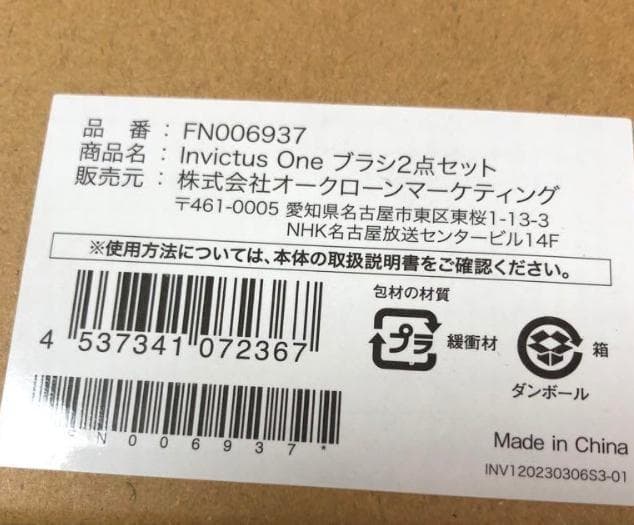 品番：FN006937
商品名：Invictus One ブラシ2点セット
販売元：株式会社オークローンマーケティング
〒461-0005 愛知県名古屋市東区東桜1-13-3
NHK名古屋放送センタービル14F
※使用方法については、本体の取扱説明書をご確認ください。
包材の材質
プラ 緩衝材
箱
ダンボール
4 537341 072367
N006937*
Made in China
INV120230306S3-01